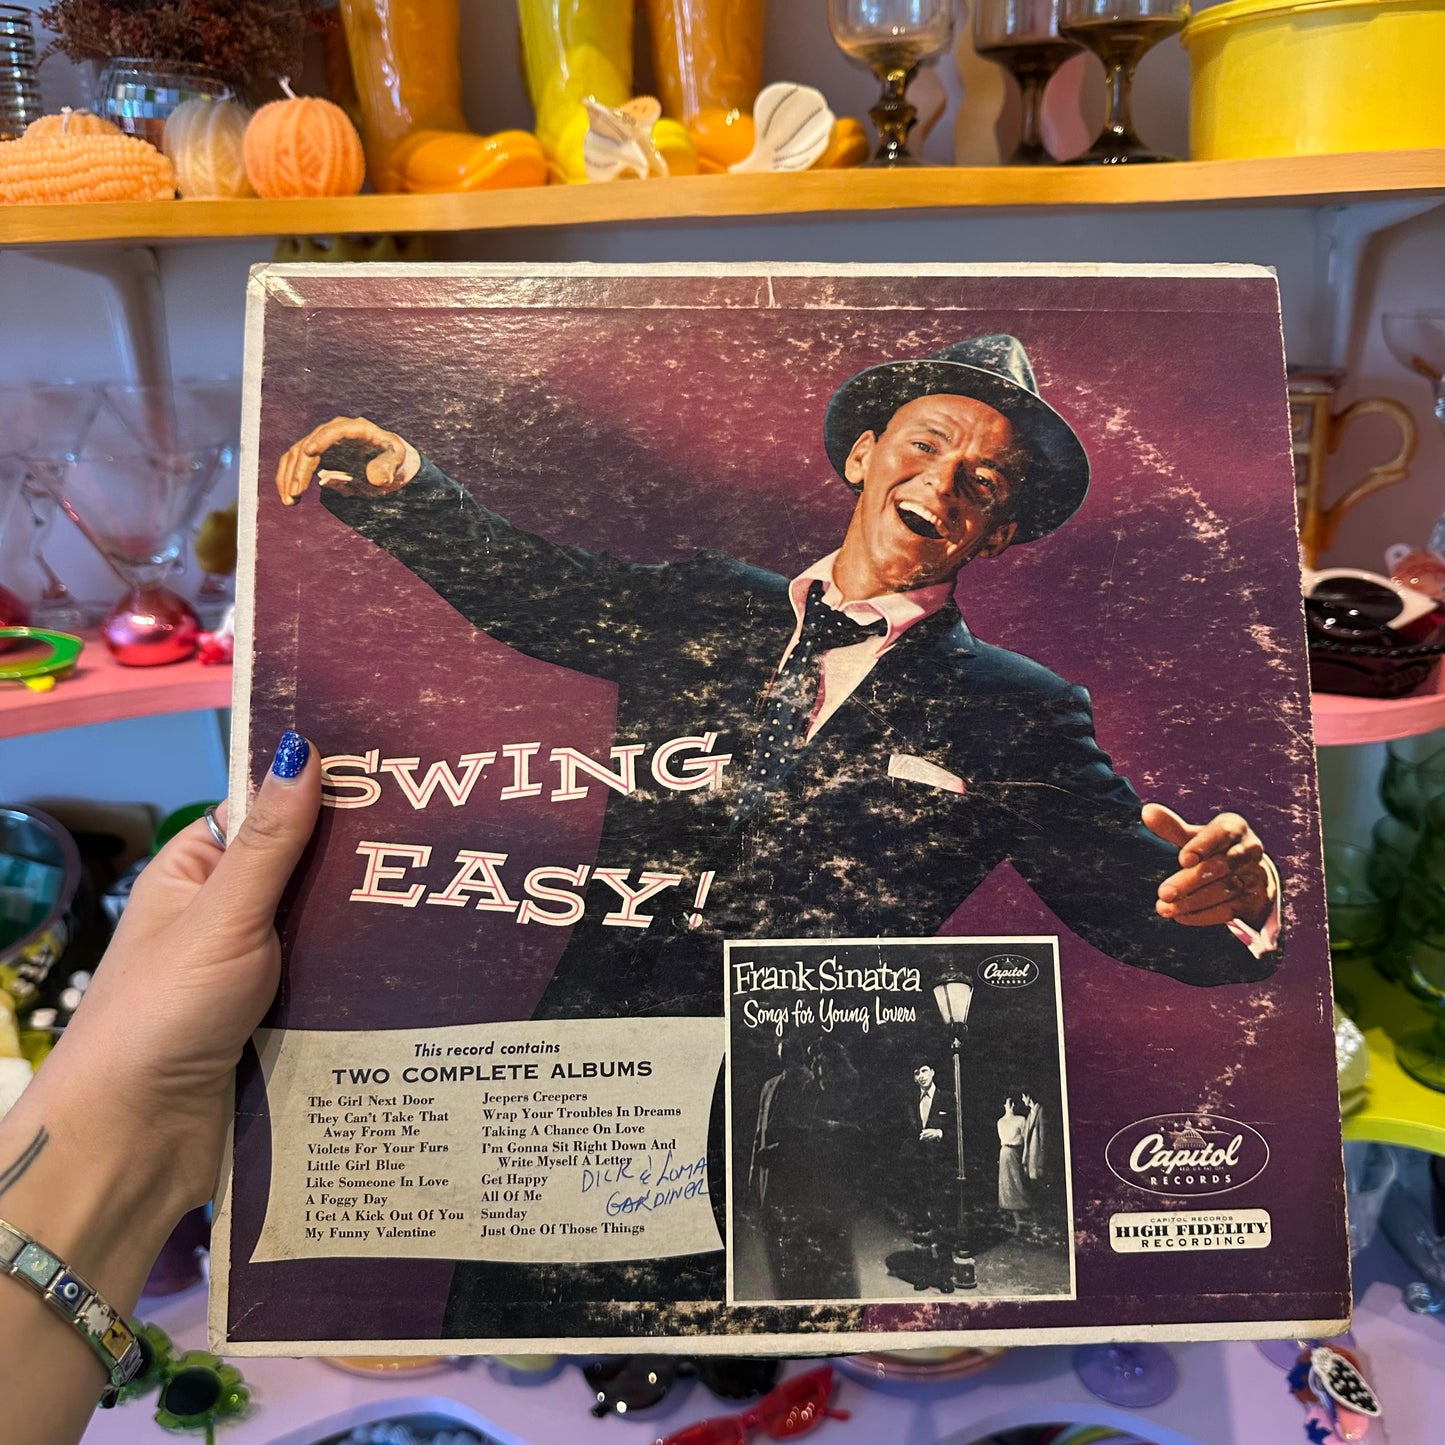 SWING
EASY!
Frank Sinatra
Songs for Young Lovers
Capitol
RECORDS
This record contains
TWO COMPLETE ALBUMS
The Girl Next Door
They Can't Take That
Away From Me
Violets For Your Furs
Little Girl Blue
Like Someone In Love
A Foggy Day
I Get A Kick Out Of You
My Funny Valentine
Jeepers Creepers
Wrap Your Troubles In Dreams
Taking A Chance On Love
I'm Gonna Sit Right Down And
Write Myself A Letter
Get Happy
All Of Me
Sunday
Just One Of Those Things
DICK & LOMA
GARDINER
Capitol
RECORDS
CAPITOL RECORDS
HIGH FIDELITY
RECORDING